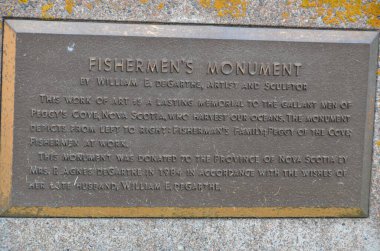 FISHERMEN'S MONUMENT
BY WILLIAM E. DEGARTHE, ARTIST AND SCULPTOR
THIS WORK OF ART IS A LASTING MEMORIAL TO THE GALLANT MEN OF
PEGGY'S COVE, NOVA SCOTIA, WHO HARVEST OUR OCEANS. THE MONUMENT
DEPICTS FROM LEFT TO RIGHT: FISHERMAN'S FAMILY; PEGGY OF THE COVE;
FISHERMEN AT WORK.
THIS MONUMENT WAS DONATED TO THE PROVINCE OF NOVA SCOTIA BY
MRS. AGNES DEGARTHE IN 1984 IN ACCORDANCE WITH THE WISHES OF
HER LATE HUSBAND, WILLIAM E. DEGARTHE.